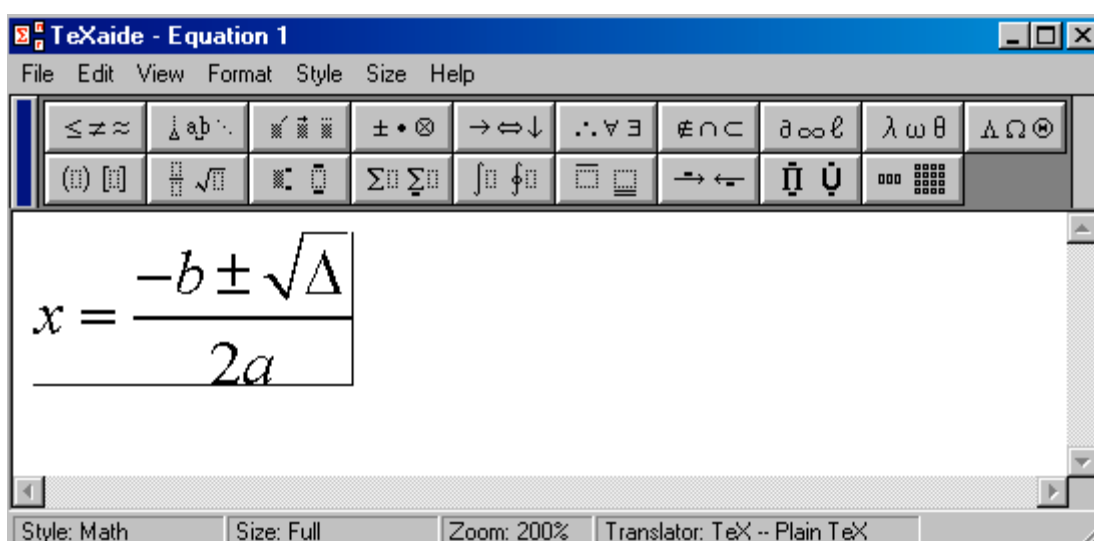 TeXaide - Equation 1
File Edit View Format Style Size Help
≤ ≠ ≈ ab ± • ⊗ → ⇔ ↓ ∴ ∀ ∃ ∉ ∩ ⊂ ∂ ∞ ℓ λ ω θ Λ Ω Θ
Σ Σ ∫ ∮ → ← Π Ụ
x = (-b ± √Δ) / 2a
Style: Math Size: Full Zoom: 200% Translator: TeX -- Plain TeX